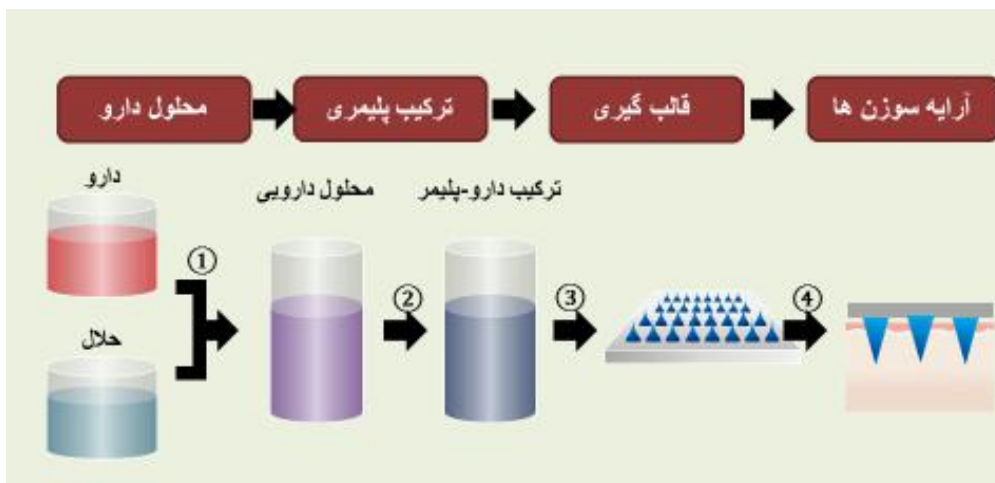 محلول دارو
ترکیب پلیمری
قالب گیری
آرایه سوزن ها
دارو
محلول دارویی
ترکیب دارو-پلیمر
①
②
③
④
حلال